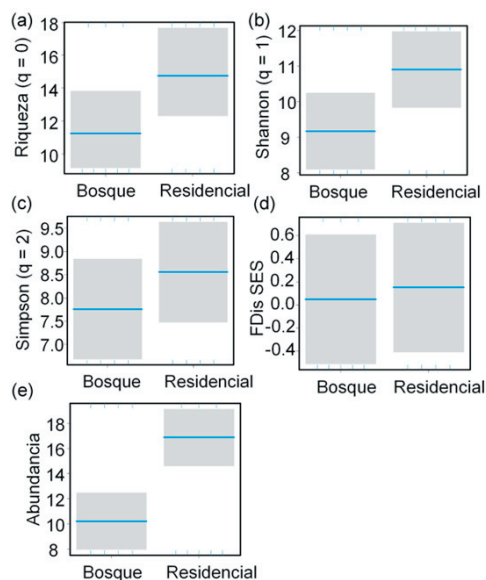 (a)
Riqueza (q = 0)
18
16
14
12
10
Bosque Residencial
(b)
Shannon (q = 1)
12
11
10
9
8
Bosque Residencial
(c)
Simpson (q = 2)
9.5
9.0
8.5
8.0
7.5
7.0
Bosque Residencial
(d)
FDis SES
0.6
0.4
0.2
0.0
-0.2
-0.4
Bosque Residencial
(e)
Abundancia
18
16
14
12
10
8
Bosque Residencial